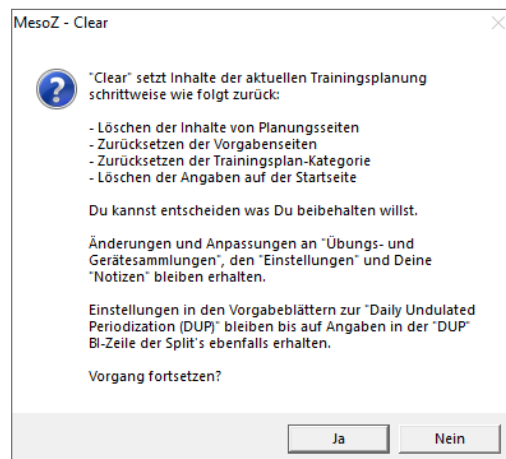 MesoZ - Clear
"Clear" setzt Inhalte der aktuellen Trainingsplanung
schrittweise wie folgt zurück:
- Löschen der Inhalte von Planungsseiten
- Zurücksetzen der Vorgabenseiten
- Zurücksetzen der Trainingsplan-Kategorie
- Löschen der Angaben auf der Startseite
Du kannst entscheiden was Du beibehalten willst.
Änderungen und Anpassungen an "Übungs- und
Gerätesammlungen", den "Einstellungen" und Deine
"Notizen" bleiben erhalten.
Einstellungen in den Vorgabeblättern zur "Daily Undulated
Periodization (DUP)" bleiben bis auf Angaben in der "DUP"
BI-Zeile der Split's ebenfalls erhalten.
Vorgang fortsetzen?
Ja
Nein